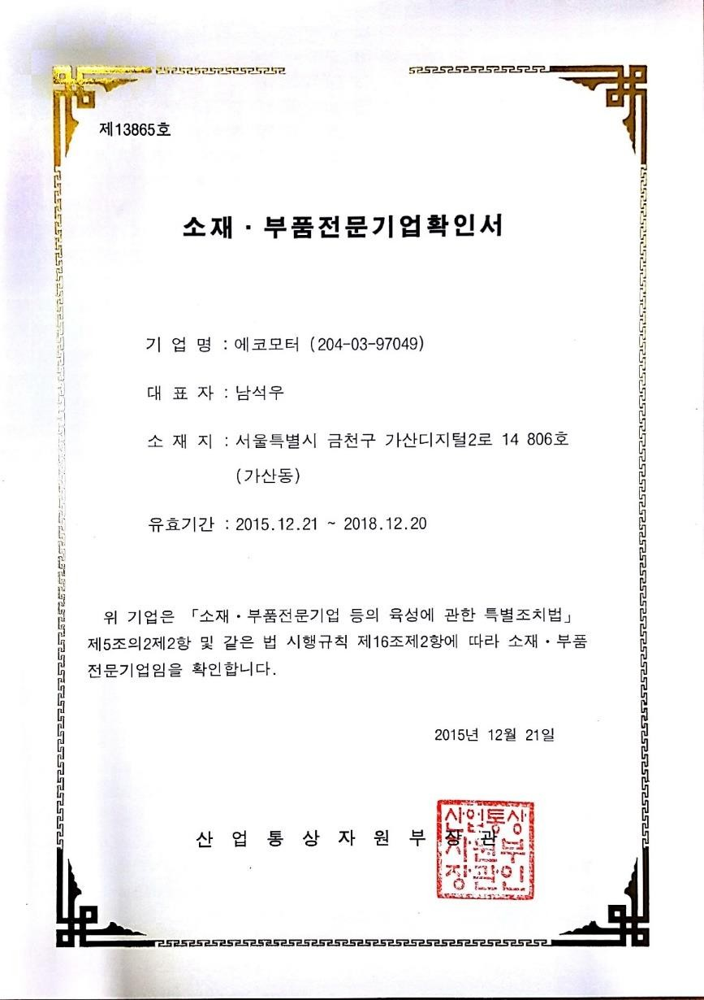 제13865호
소재 · 부품전문기업확인서
기 업 명 : 에코모터 (204-03-97049)
대 표 자 : 남석우
소 재 지 : 서울특별시 금천구 가산디지털2로 14 806호
(가산동)
유효기간 : 2015.12.21 ~ 2018.12.20
위 기업은 「소재 · 부품전문기업 등의 육성에 관한 특별조치법」
제5조의2제2항 및 같은 법 시행규칙 제16조제2항에 따라 소재 · 부품
전문기업임을 확인합니다.
2015년 12월 21일
산 업 통 상 자 원 부 장 관
산업통상
자원부
장관인